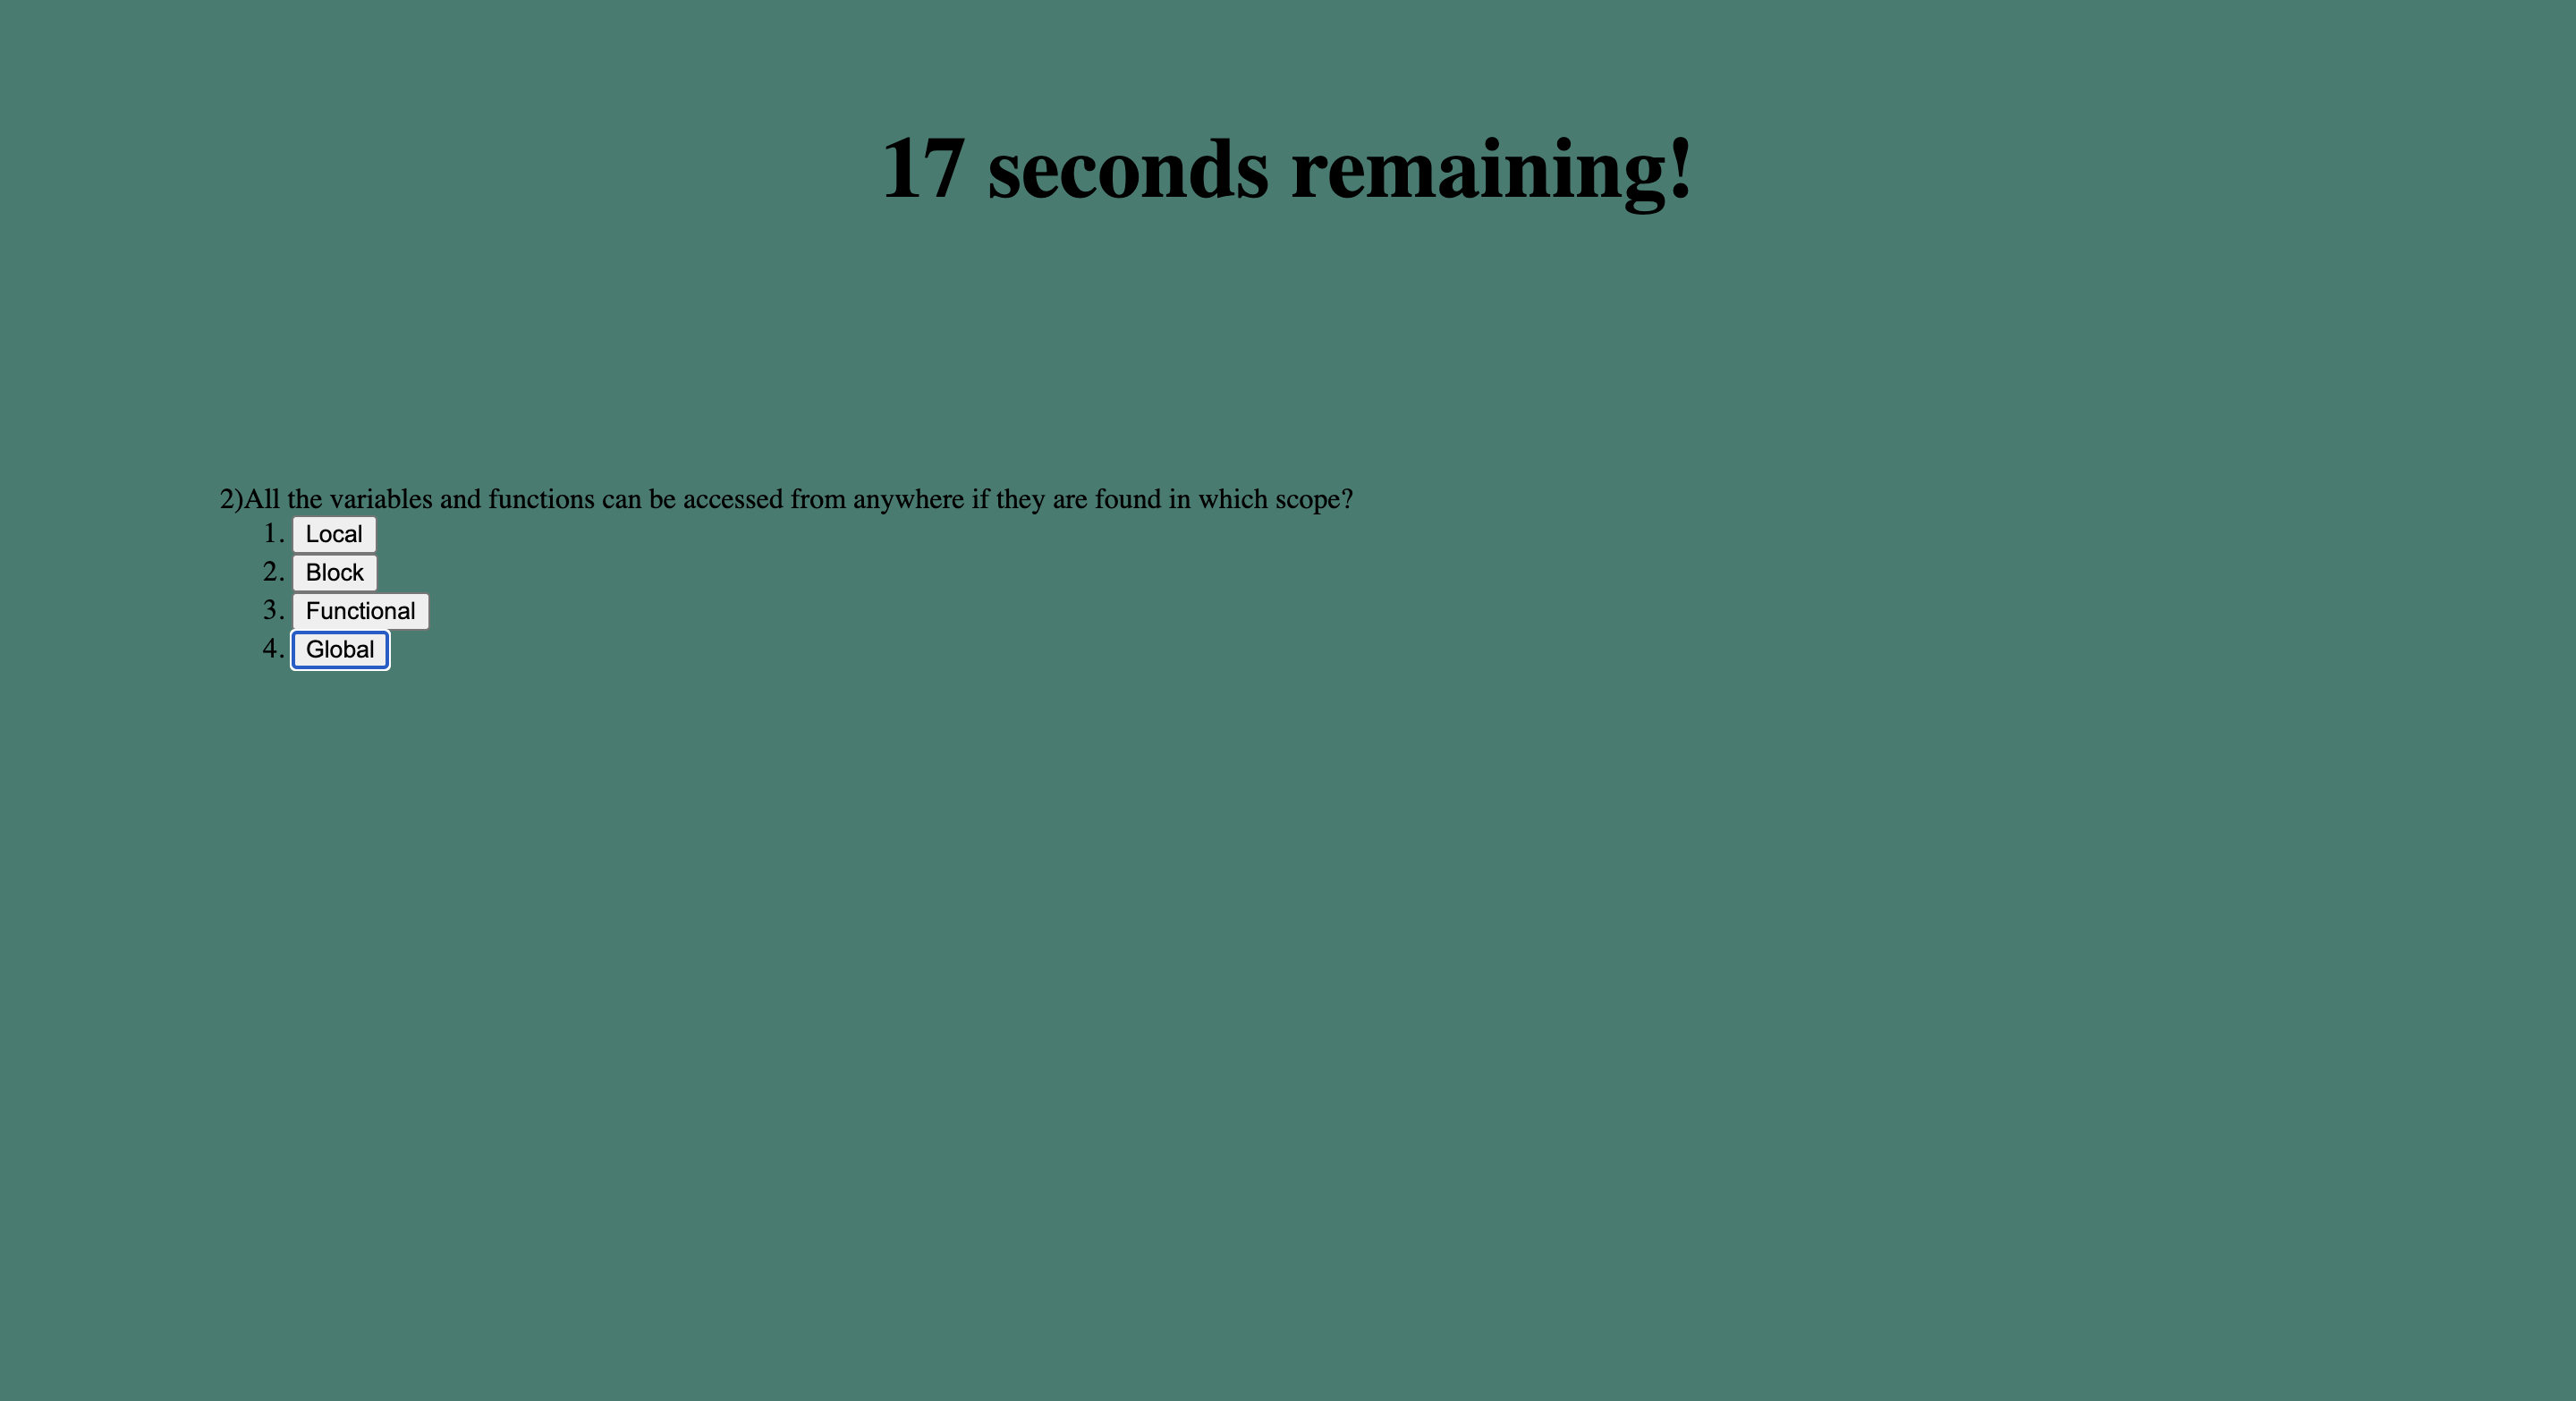 17 seconds remaining!
2)All the variables and functions can be accessed from anywhere if they are found in which scope?
1. Local
2. Block
3. Functional
4. Global